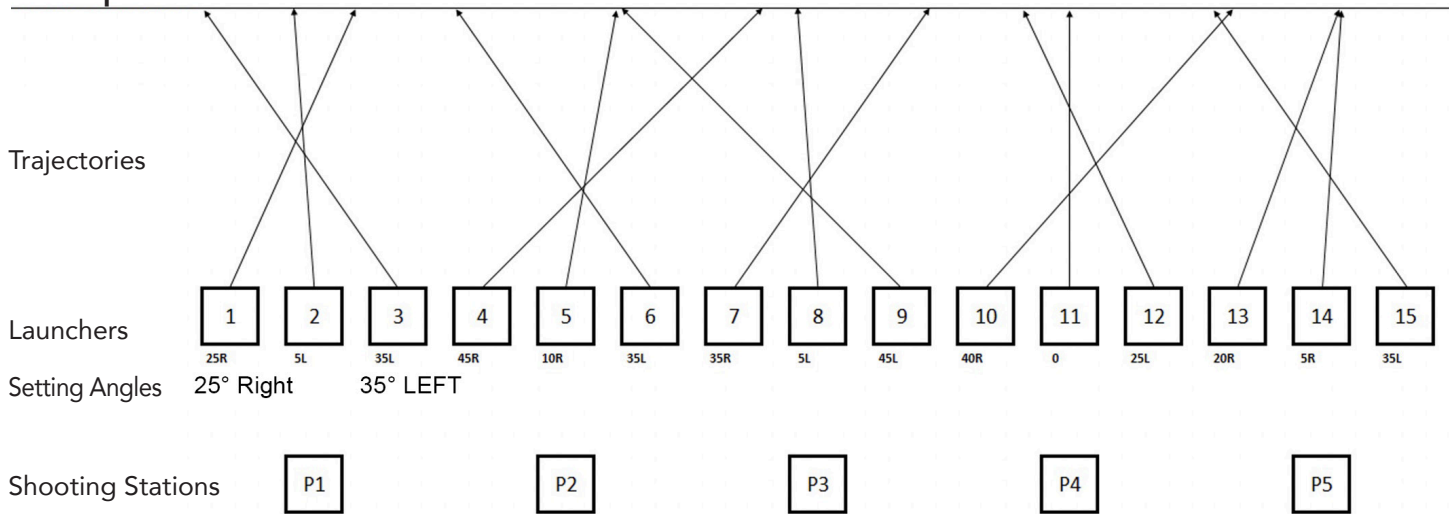 Trajectories
Launchers 1 2 3 4 5 6 7 8 9 10 11 12 13 14 15
25R 5L 35L 45R 10R 35L 35R 5L 45L 40R 0 25L 20R 5R 35L
Setting Angles 25° Right 35° LEFT
Shooting Stations P1 P2 P3 P4 P5